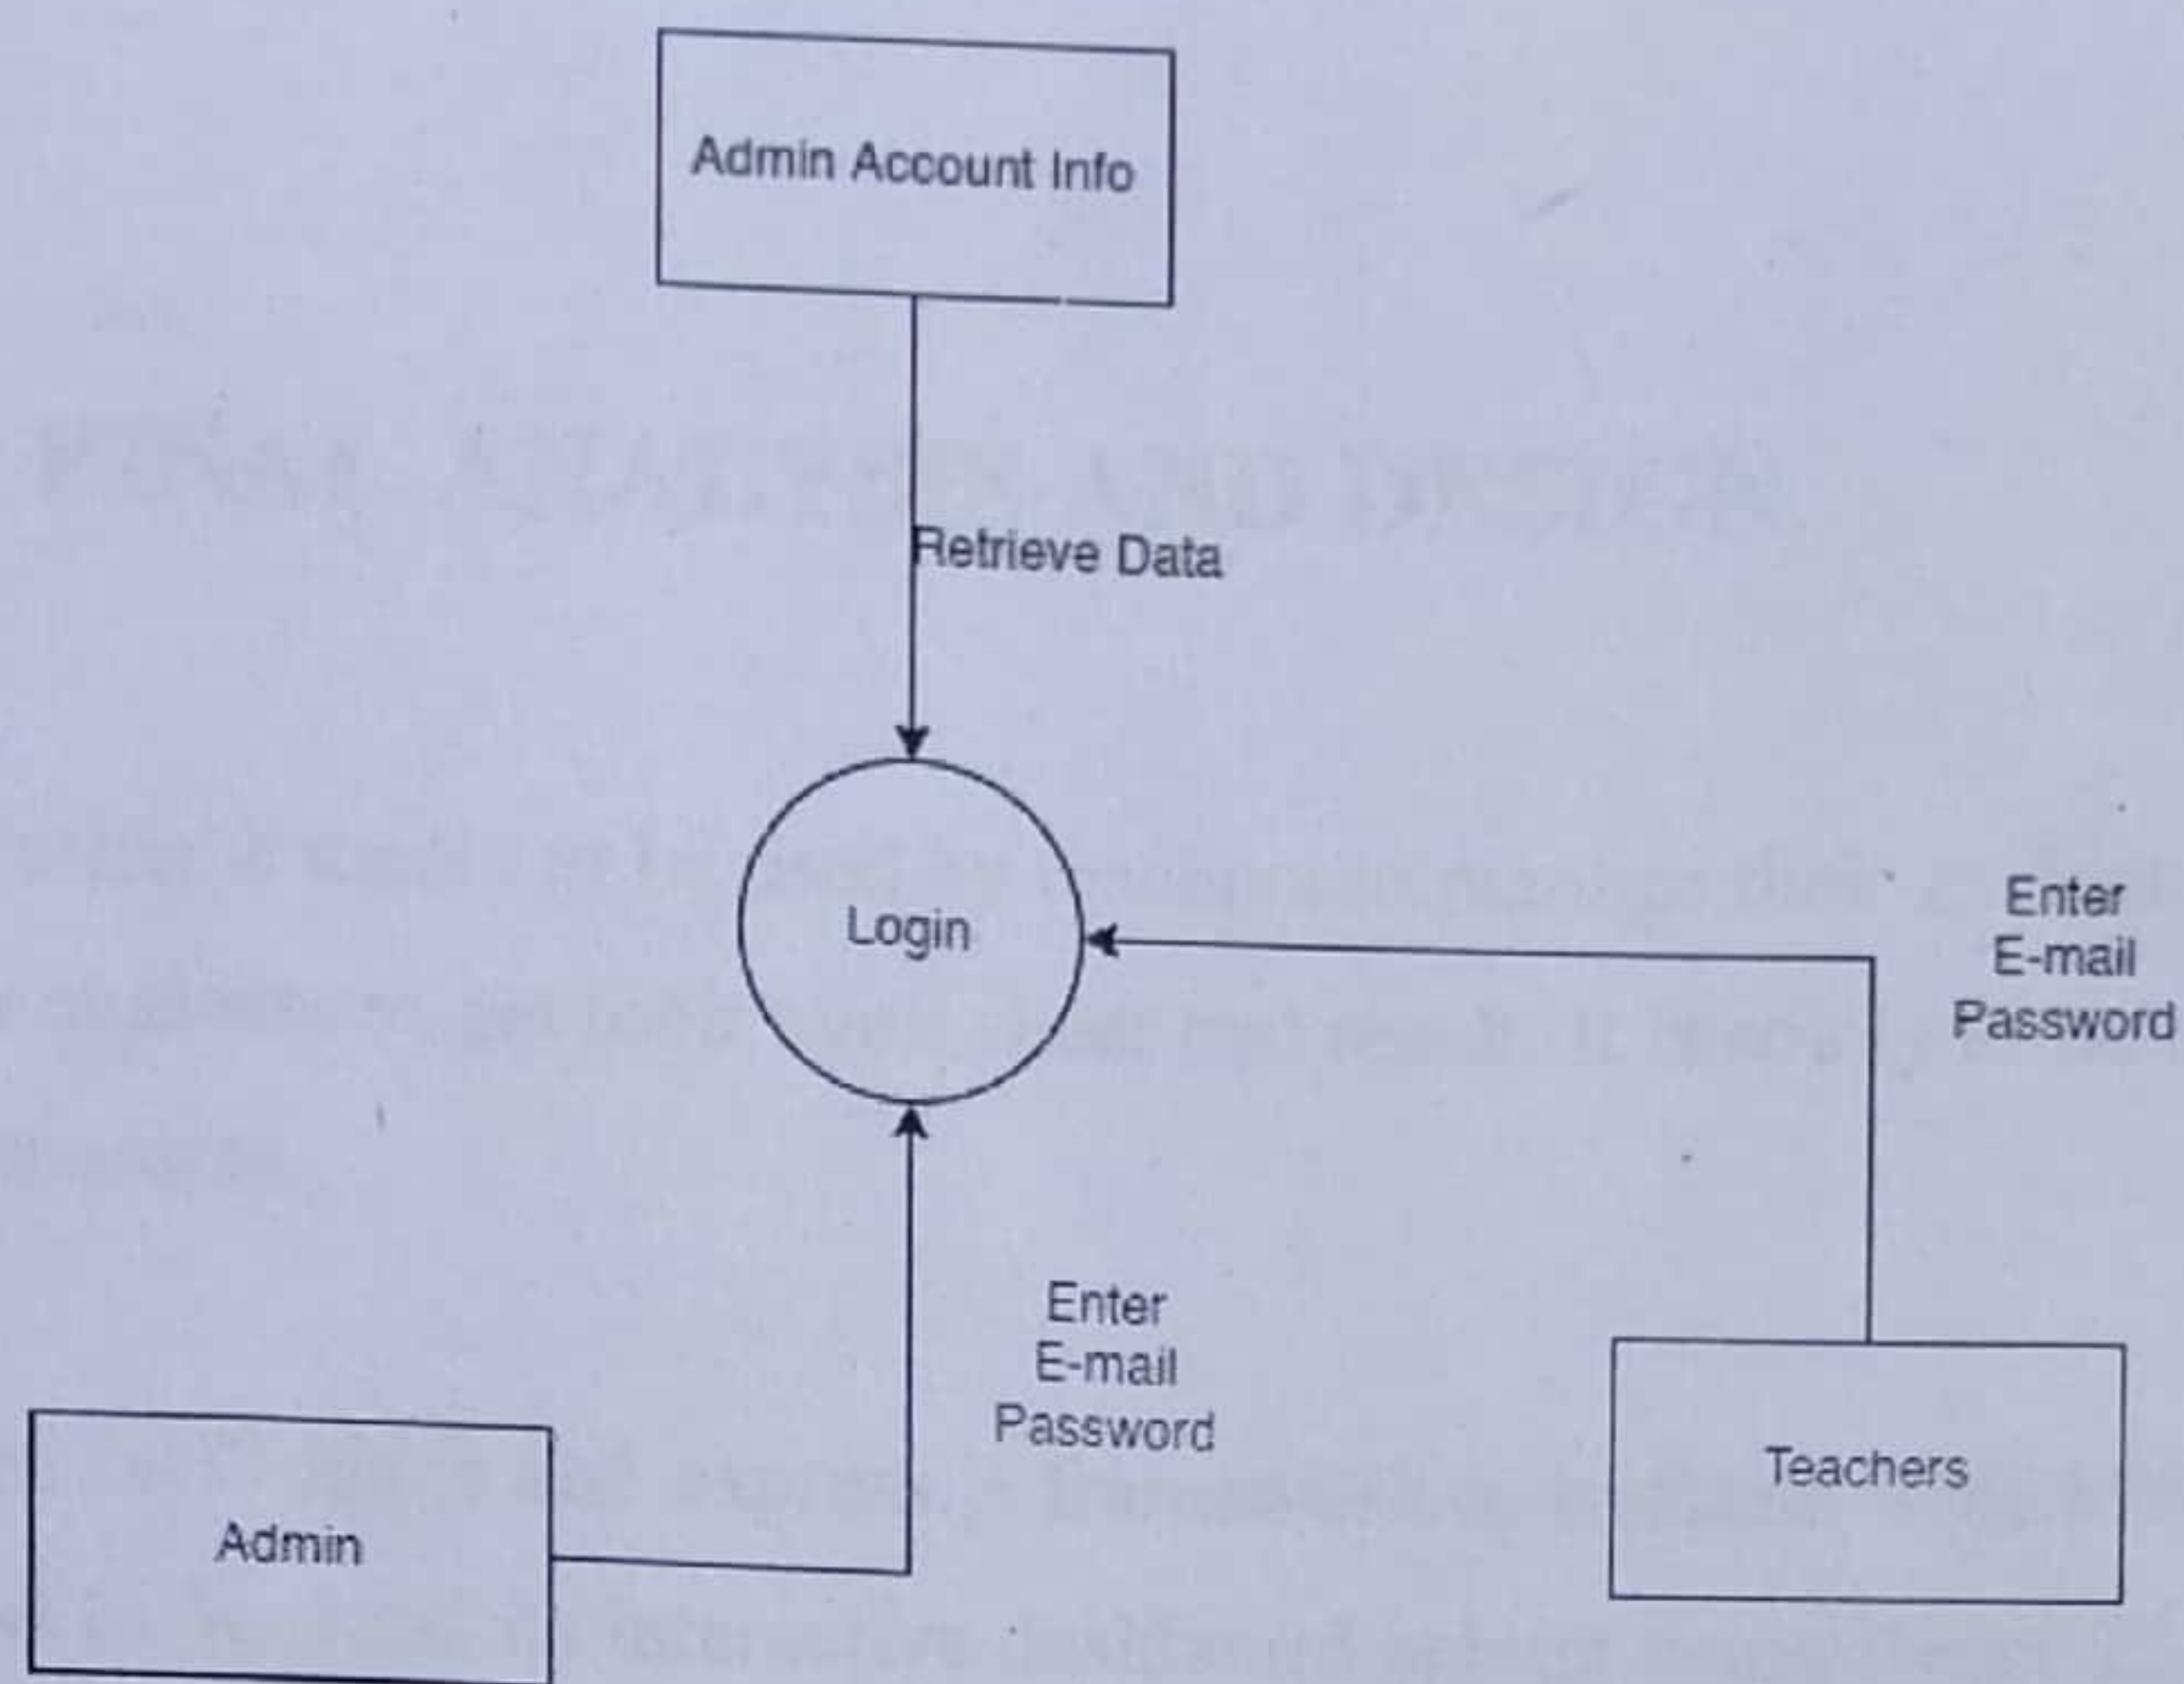 Admin Account Info
Retrieve Data
Login
Enter
E-mail
Password
Enter
E-mail
Password
Teachers
Admin